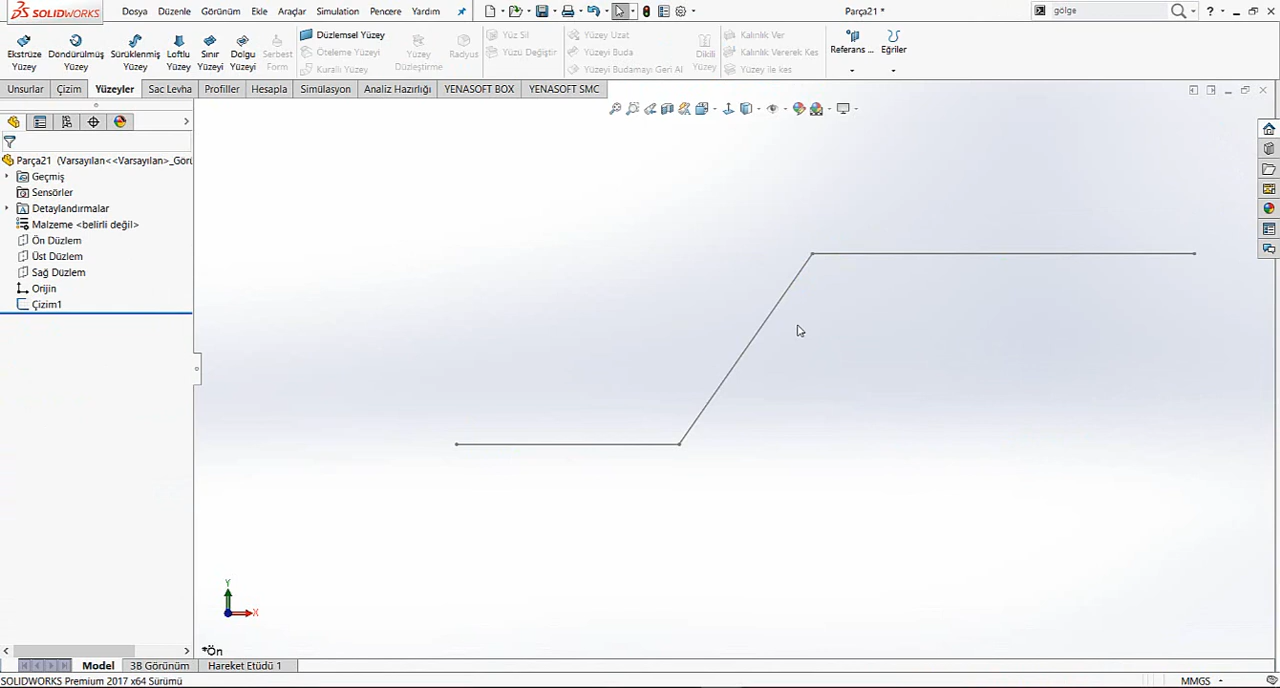 SOLIDWORKS Dosya Düzenle Görünüm Ekle Araçlar Simulation Pencere Yardım Parça21 * gölge
Ekstrüze Yüzey Döndürülmüş Yüzey Sürüklenmiş Yüzey Loftlu Yüzey Sınır Yüzeyi Dolgu Yüzeyi Serbest Form
Düzlemsel Yüzey
Öteleme Yüzeyi
Kurallı Yüzey
Yüzey Düzleştirme Radyus
Yüz Sil
Yüzü Değiştir
Yüzey Uzat
Yüzeyi Buda
Yüzeyi Budamayı Geri Al
Dikili Yüzey
Kalınlık Ver
Kalınlık Vererek Kes
Yüzey ile kes
Referans ... Eğriler
Unsurlar Çizim Yüzeyler Sac Levha Profiller Hesapla Simülasyon Analiz Hazırlığı YENASOFT BOX YENASOFT SMC
Parça21 (Varsayılan<<Varsayılan>_Görü
Geçmiş
Sensörler
Detaylandırmalar
Malzeme <belirli değil>
Ön Düzlem
Üst Düzlem
Sağ Düzlem
Orijin
Çizim1
Y
X
*Ön
Model 3B Görünüm Hareket Etüdü 1
SOLIDWORKS Premium 2017 x64 Sürümü MMGS